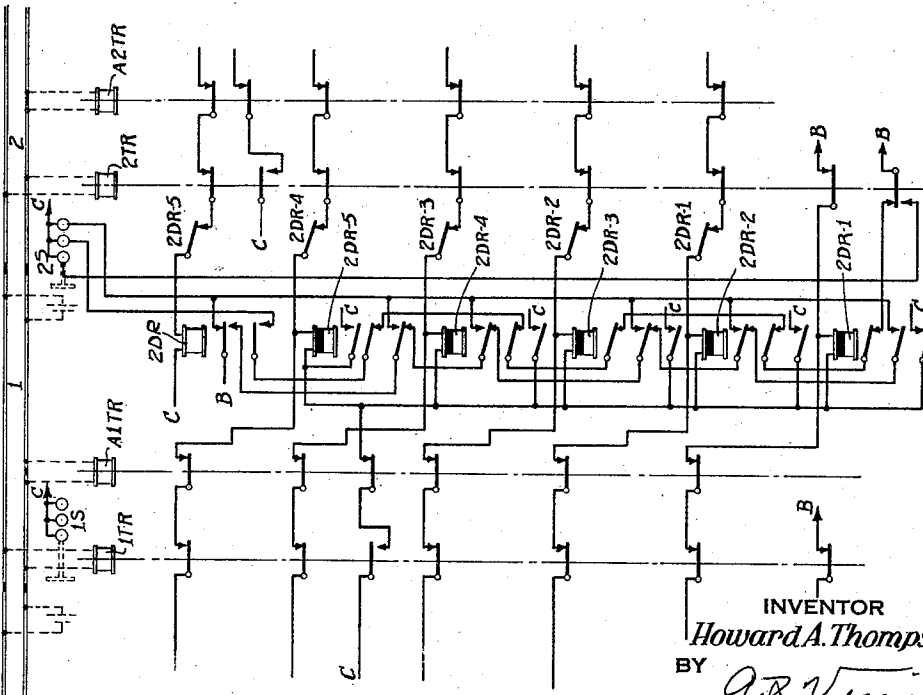 A2TR
2
2TR
C
2S
2DR-5
C
2DR-4
2DR-5
2DR-3
2DR-4
2DR-2
2DR-3
2DR-1
2DR-2
B
B
2DR-1
2DR
C
B
C
C
C
C
C
1
A1TR
C
1S
1TR
C
B
INVENTOR
Howard A. Thomps
BY